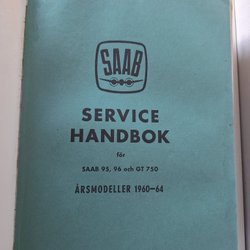 SAAB
SERVICE
HANDBOK
för
SAAB 95, 96 och GT 750
ÅRSMODELLER 1960-64